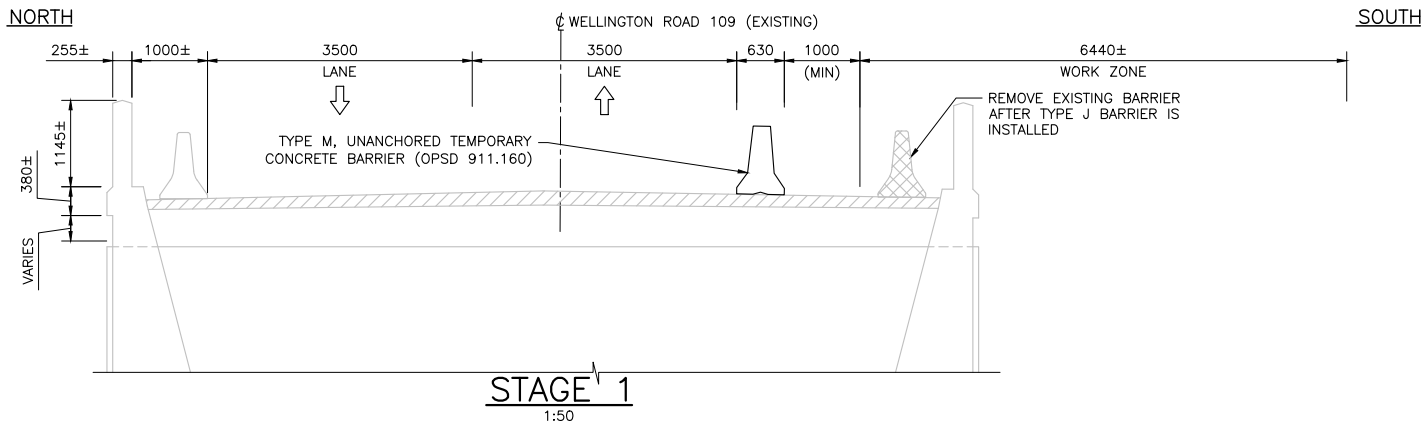 NORTH
℄ WELLINGTON ROAD 109 (EXISTING)
SOUTH
255±
1000±
3500
LANE
3500
LANE
630
1000
(MIN)
6440±
WORK ZONE
REMOVE EXISTING BARRIER
AFTER TYPE J BARRIER IS
INSTALLED
TYPE M, UNANCHORED TEMPORARY
CONCRETE BARRIER (OPSD 911.160)
1145±
380±
VARIES
STAGE 1
1:50